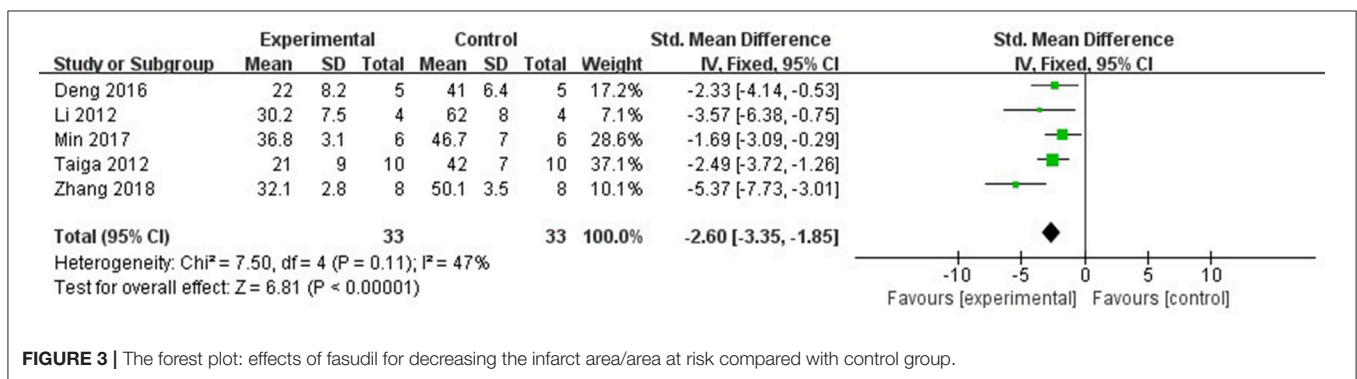 Experimental Control Std. Mean Difference Std. Mean Difference
Study or Subgroup Mean SD Total Mean SD Total Weight IV, Fixed, 95% CI IV, Fixed, 95% CI
Deng 2016 22 8.2 5 41 6.4 5 17.2% -2.33 [-4.14, -0.53]
Li 2012 30.2 7.5 4 62 8 4 7.1% -3.57 [-6.38, -0.75]
Min 2017 36.8 3.1 6 46.7 7 6 28.6% -1.69 [-3.09, -0.29]
Taiga 2012 21 9 10 42 7 10 37.1% -2.49 [-3.72, -1.26]
Zhang 2018 32.1 2.8 8 50.1 3.5 8 10.1% -5.37 [-7.73, -3.01]
Total (95% CI) 33 33 100.0% -2.60 [-3.35, -1.85]
Heterogeneity: Chi² = 7.50, df = 4 (P = 0.11); I² = 47%
Test for overall effect: Z = 6.81 (P < 0.00001)
-10 -5 0 5 10
Favours [experimental] Favours [control]
FIGURE 3 | The forest plot: effects of fasudil for decreasing the infarct area/area at risk compared with control group.